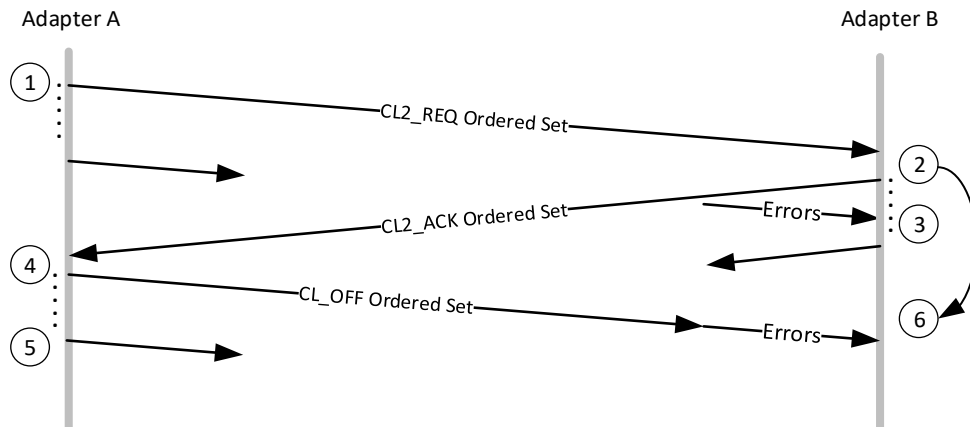 Adapter A
Adapter B
1
CL2_REQ Ordered Set
2
CL2_ACK Ordered Set
Errors
3
4
CL_OFF Ordered Set
Errors
6
5